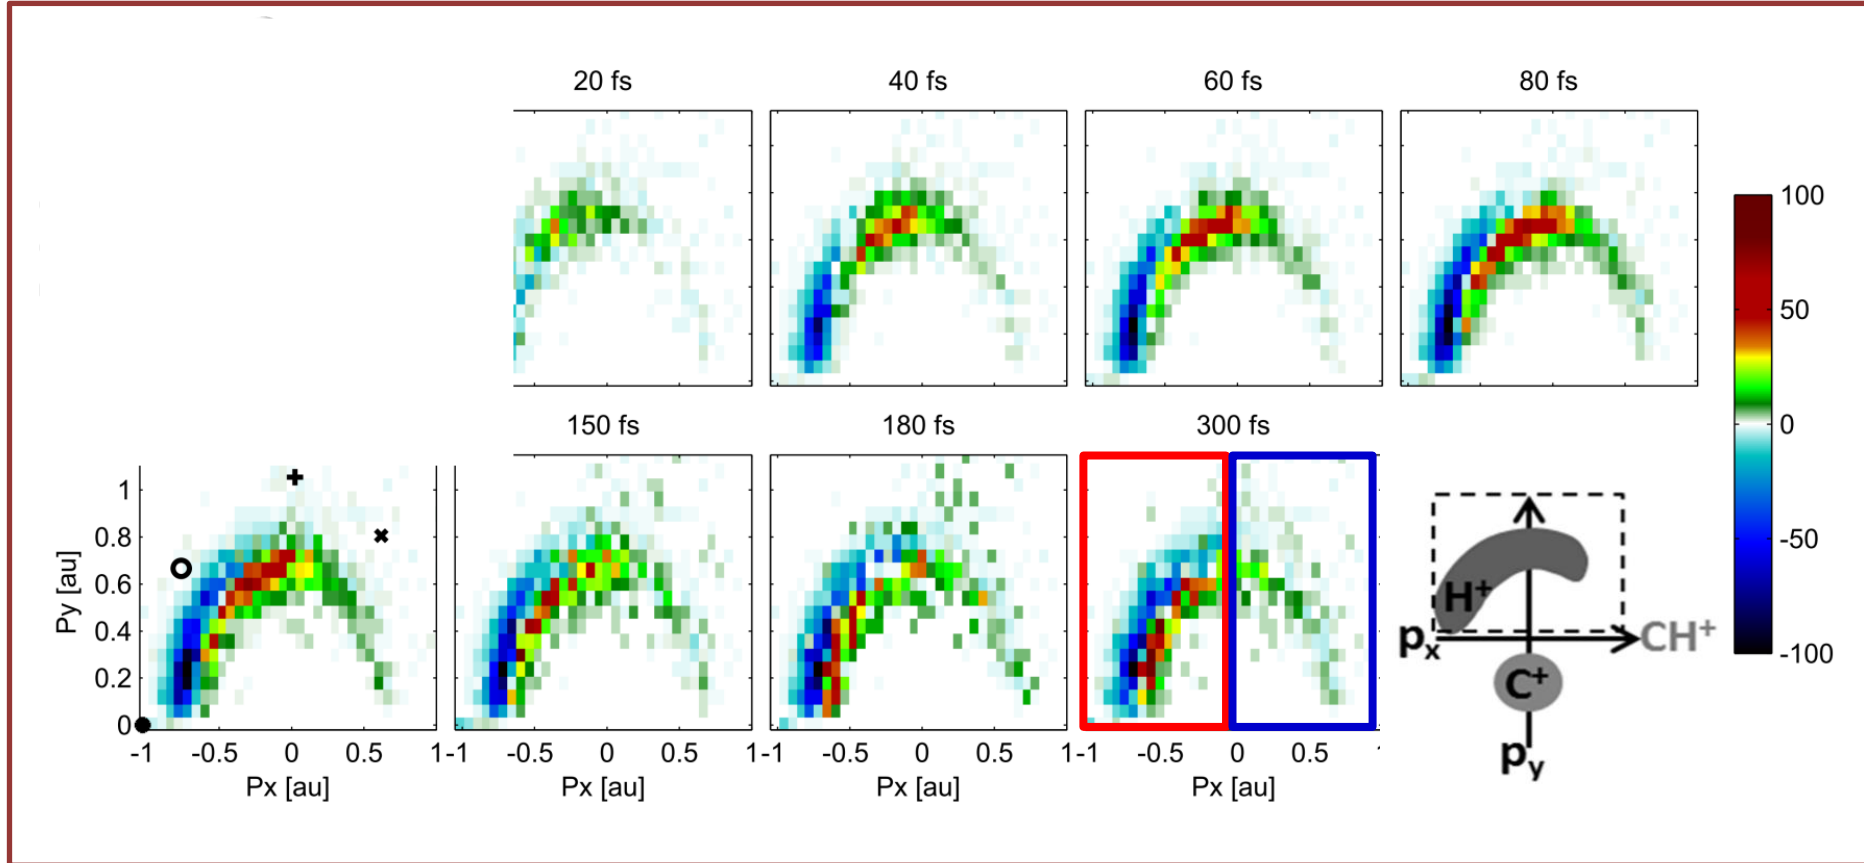 20 fs
40 fs
60 fs
80 fs
100
50
0
-50
-100
150 fs
180 fs
300 fs
1
0.8
0.6
0.4
0.2
0
Py [au]
-1 -0.5 0 0.5 1
-1 -0.5 0 0.5 1
-1 -0.5 0 0.5 1
-1 -0.5 0 0.5
Px [au]
Px [au]
Px [au]
Px [au]
H+
px
CH+
C+
py